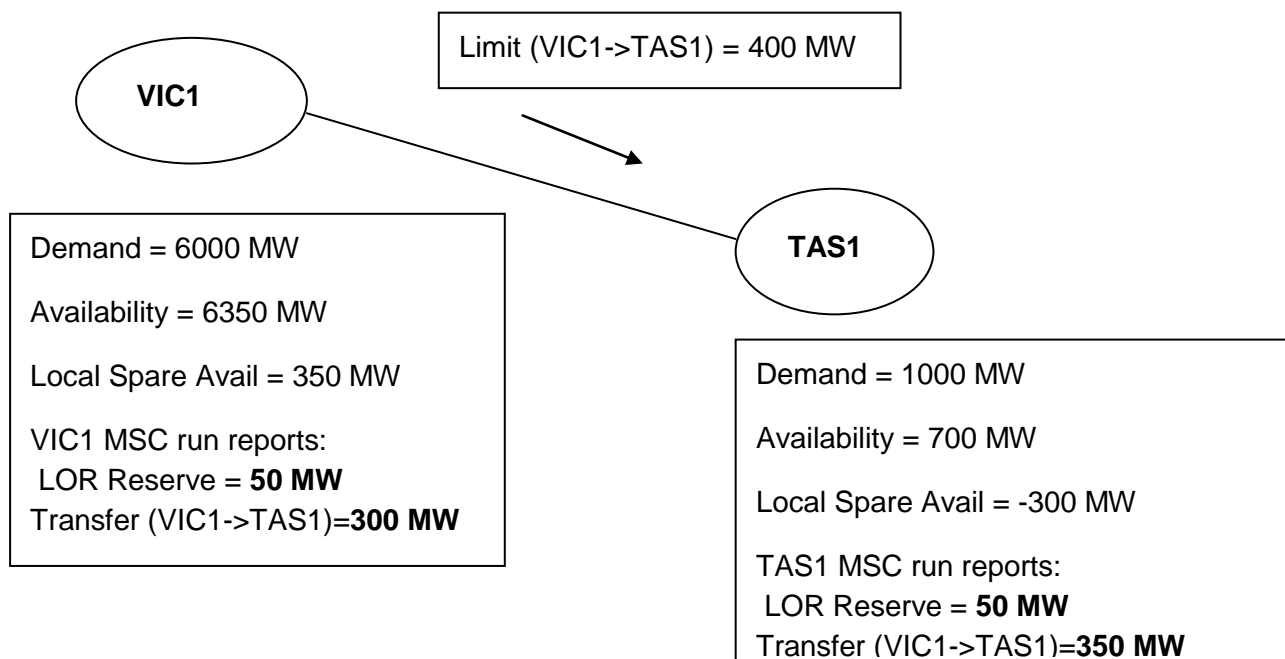 Limit (VIC1->TAS1) = 400 MW
VIC1
TAS1
Demand = 6000 MW
Availability = 6350 MW
Local Spare Avail = 350 MW
VIC1 MSC run reports:
LOR Reserve = 50 MW
Transfer (VIC1->TAS1)=300 MW
Demand = 1000 MW
Availability = 700 MW
Local Spare Avail = -300 MW
TAS1 MSC run reports:
LOR Reserve = 50 MW
Transfer (VIC1->TAS1)=350 MW